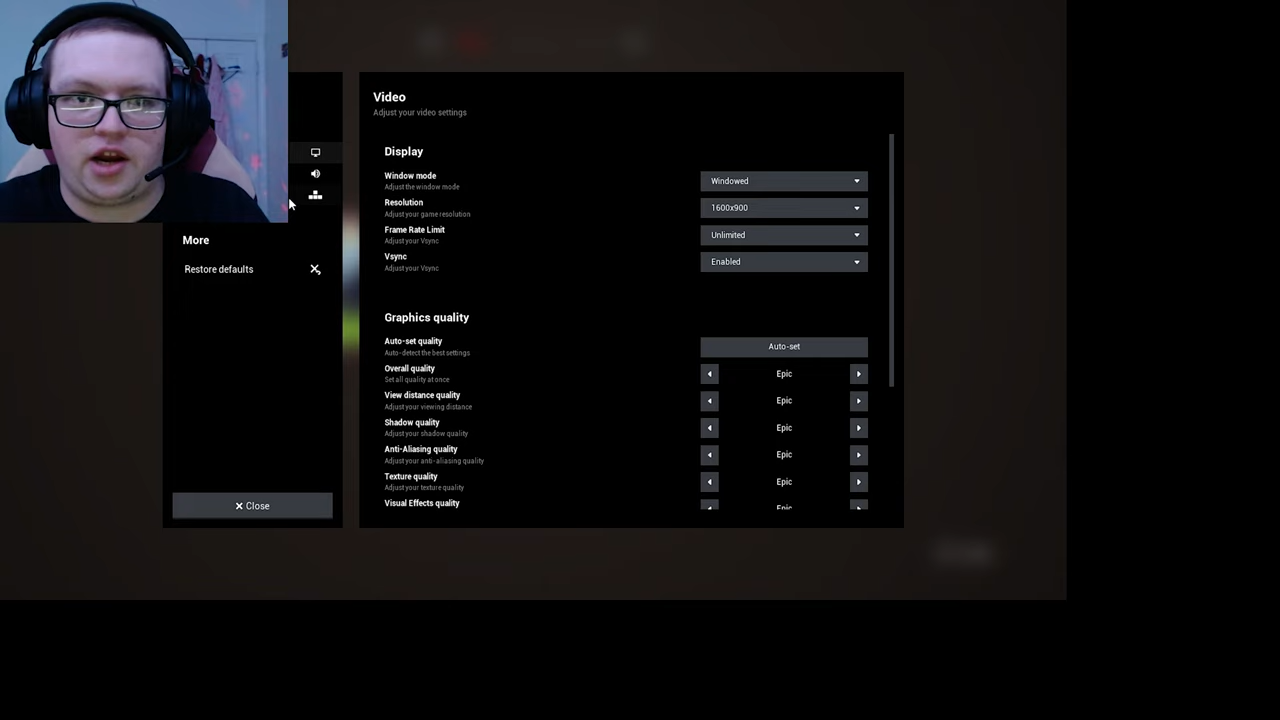 Video
Adjust your video settings
Display
Window mode
Adjust the window mode
Windowed
Resolution
Adjust your game resolution
1600x900
Frame Rate Limit
Adjust your Vsync
Unlimited
Vsync
Adjust your Vsync
Enabled
More
Restore defaults
Graphics quality
Auto-set quality
Auto-detect the best settings
Auto-set
Overall quality
Set all quality at once
Epic
View distance quality
Adjust your viewing distance
Epic
Shadow quality
Adjust your shadow quality
Epic
Anti-Aliasing quality
Adjust your anti-aliasing quality
Epic
Texture quality
Adjust your texture quality
Epic
Visual Effects quality
Epic
Close